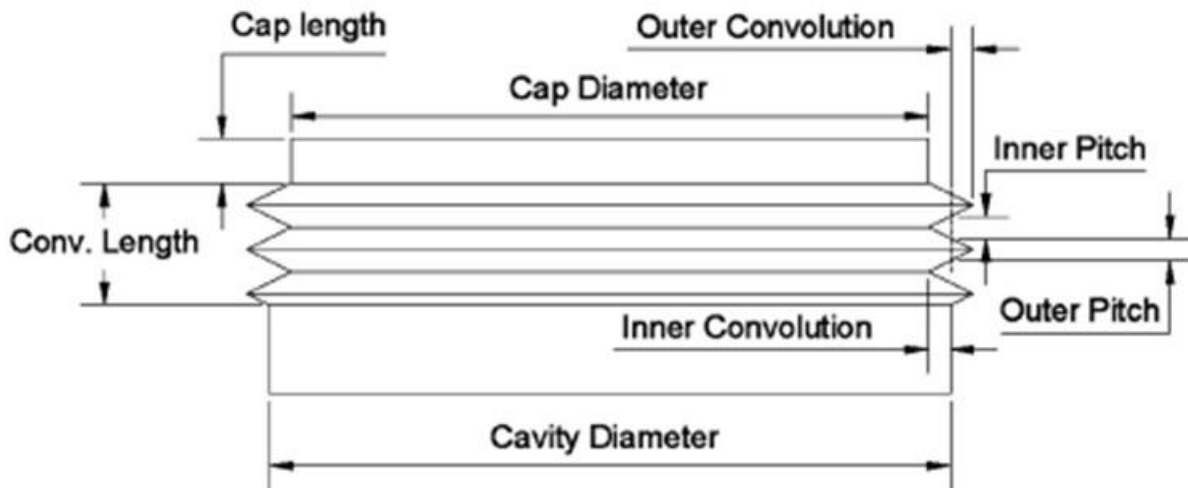 Cap length
Outer Convolution
Cap Diameter
Inner Pitch
Conv. Length
Outer Pitch
Inner Convolution
Cavity Diameter